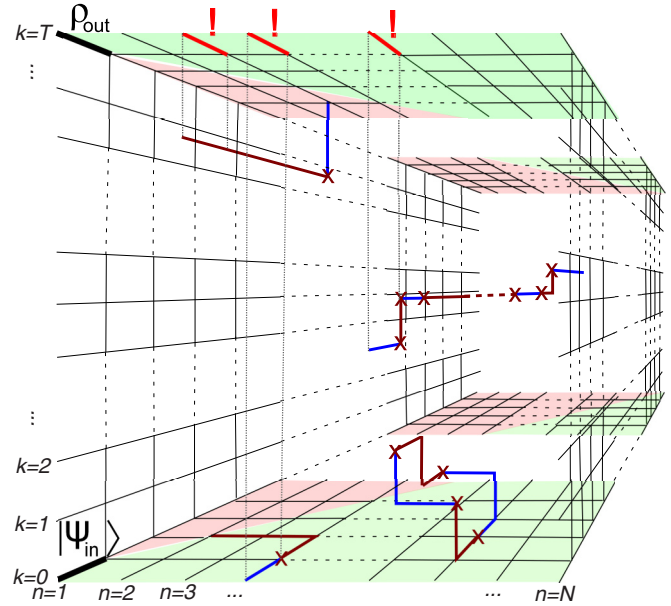 k=T
ρout
! ! !
...
...
k=2
k=1
|Ψin⟩
k=0
n=1 n=2 n=3 ... ... n=N
x x x x x x x x x x x x x